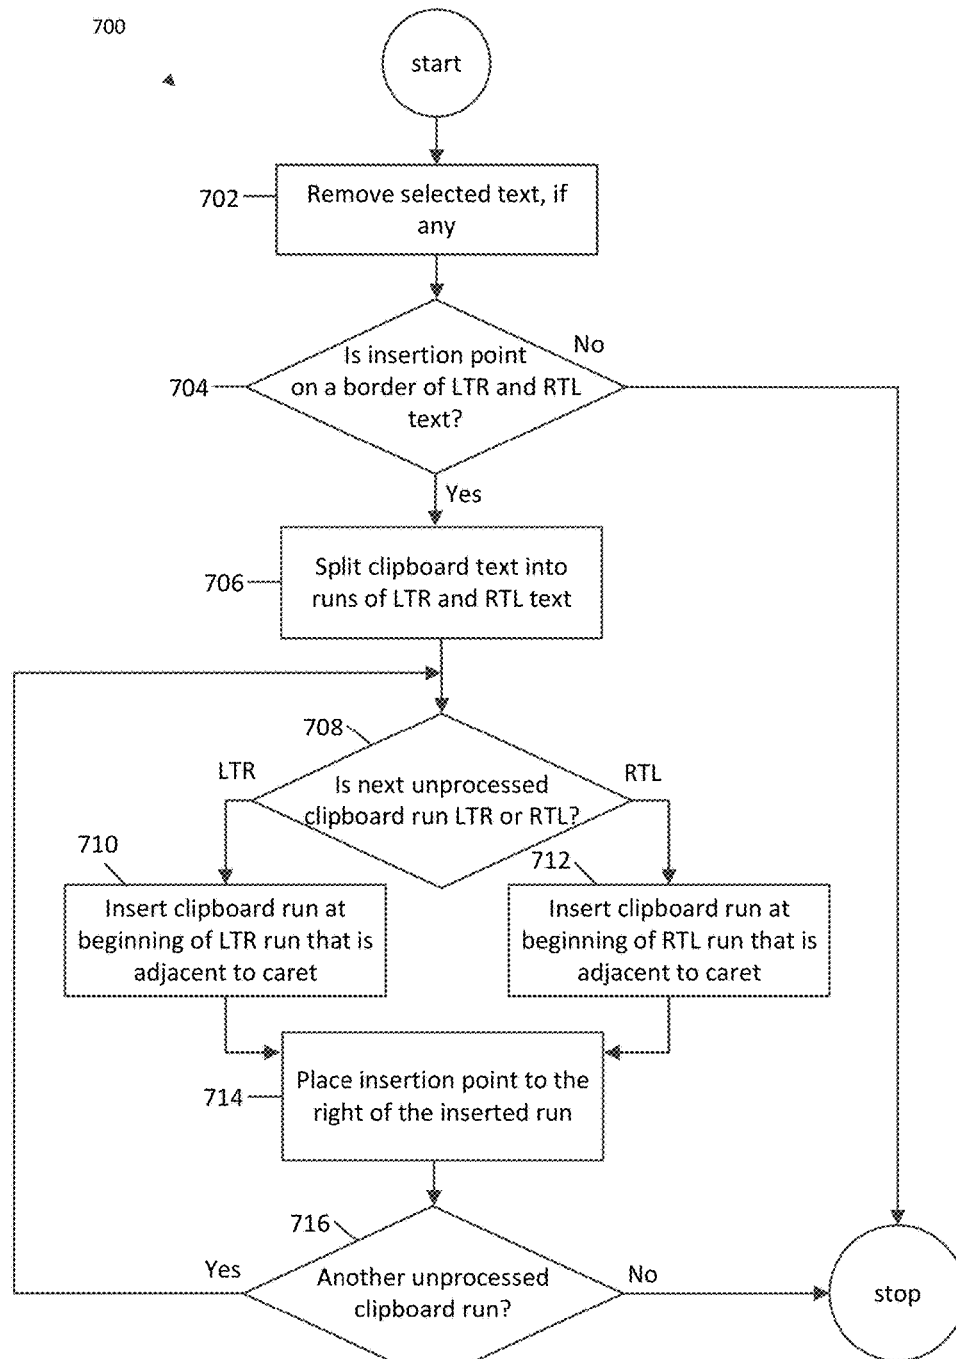 700
start
702
Remove selected text, if
any
No
Is insertion point
on a border of LTR and RTL
text?
704
Yes
Split clipboard text into
runs of LTR and RTL text
706
708
LTR
RTL
Is next unprocessed
clipboard run LTR or RTL?
710
712
Insert clipboard run at
beginning of LTR run that is
adjacent to caret
Insert clipboard run at
beginning of RTL run that is
adjacent to caret
Place insertion point to the
right of the inserted run
714
716
Yes
Another unprocessed
clipboard run?
No
stop